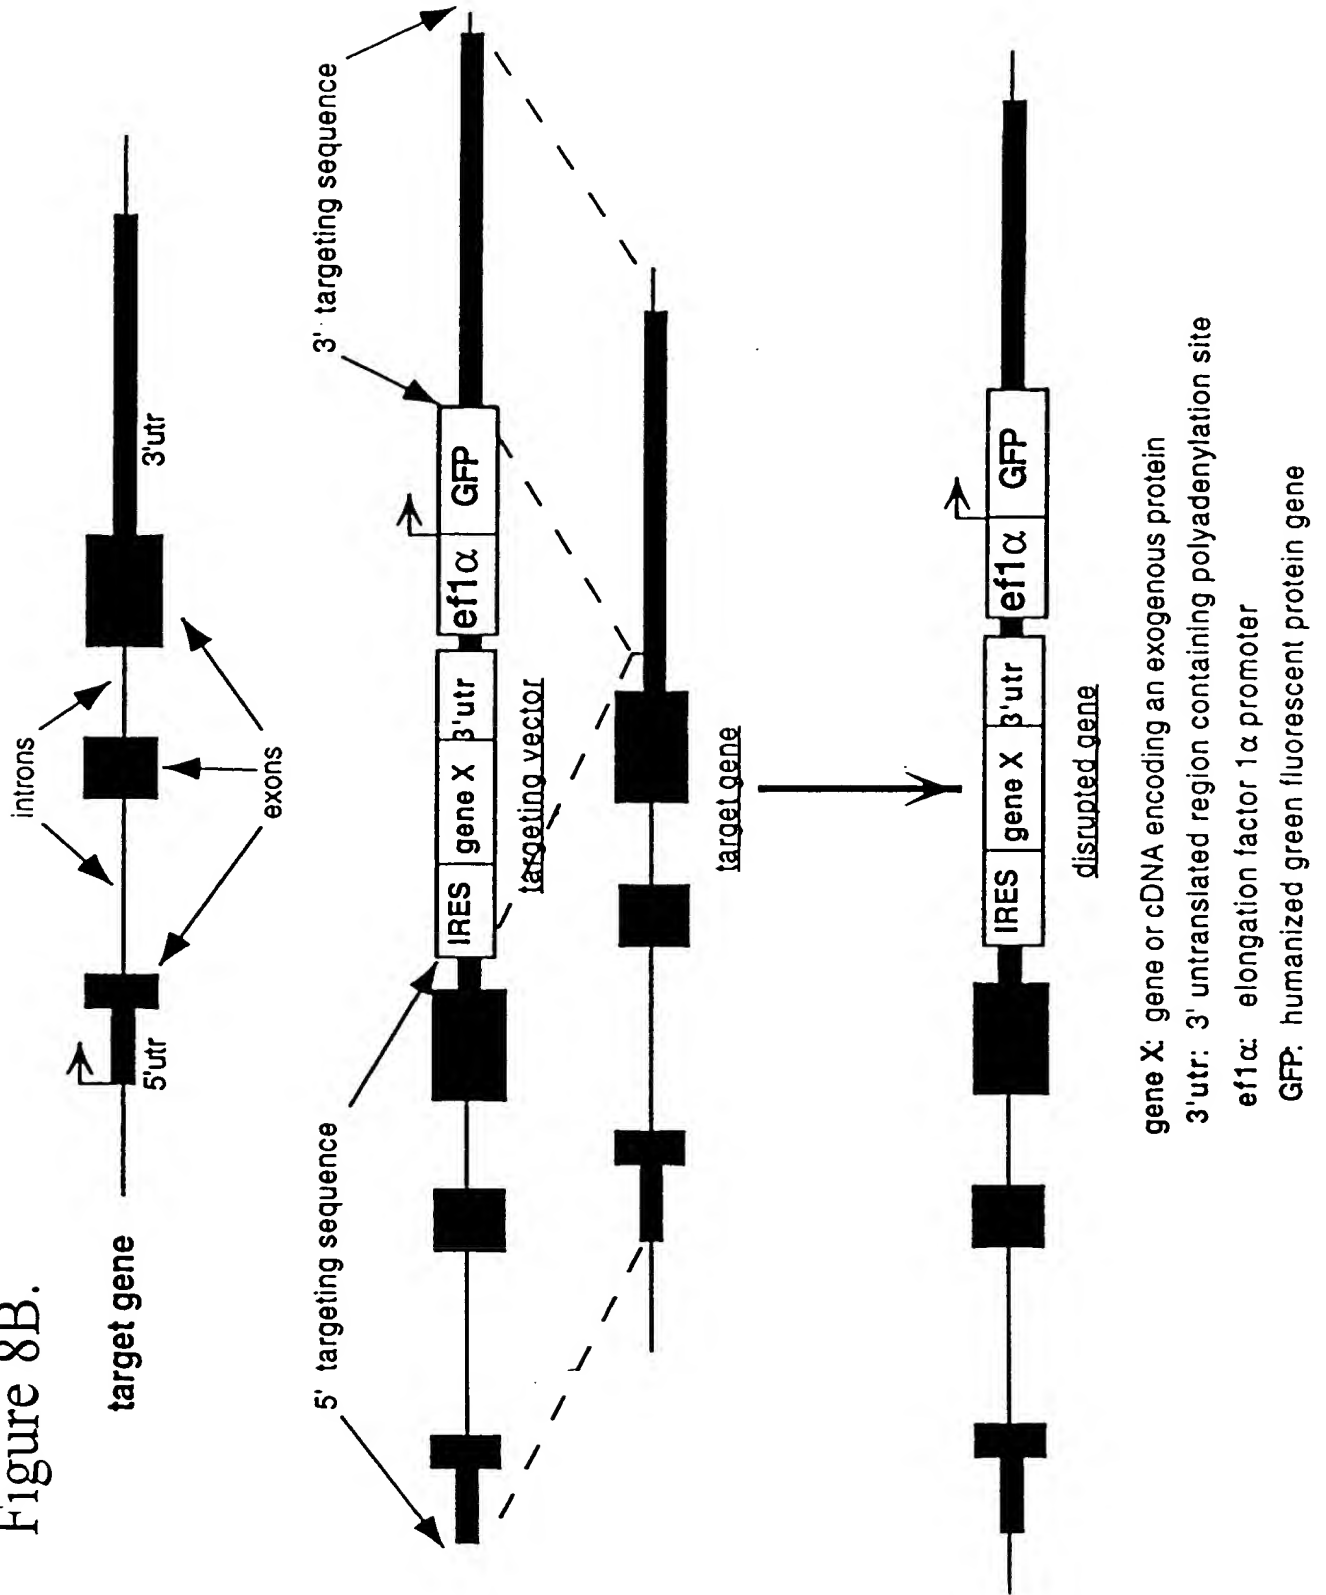 Figure 8B.
target gene
5'utr
introns
exons
3'utr
5' targeting sequence
3' targeting sequence
IRES
gene X
3'utr
ef1α
GFP
targeting vector
target gene
IRES
gene X
3'utr
ef1α
GFP
disrupted gene
gene X: gene or cDNA encoding an exogenous protein
3'utr: 3' untranslated region containing polyadenylation site
ef1α: elongation factor 1α promoter
GFP: humanized green fluorescent protein gene